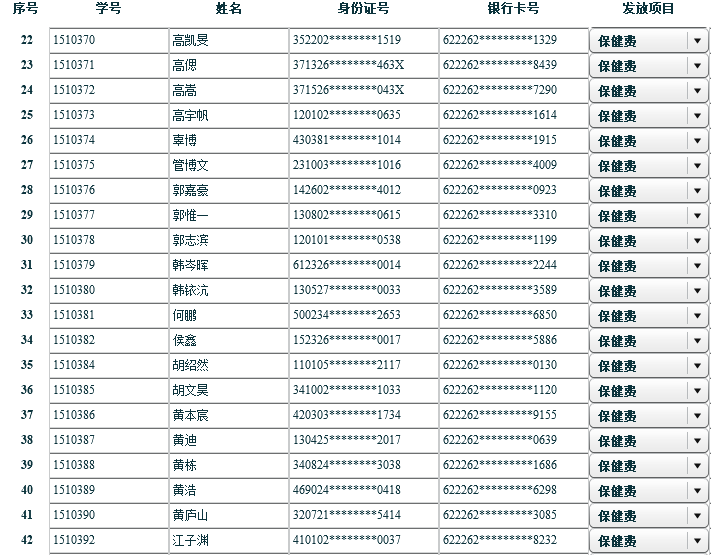 序号 学号 姓名 身份证号 银行卡号 发放项目
22 1510370 高凯旻 352202********1519 622262*********1329 保健费
23 1510371 高偲 371326********463X 622262*********8439 保健费
24 1510372 高嵩 371526********043X 622262*********7290 保健费
25 1510373 高宇帆 120102********0635 622262*********1614 保健费
26 1510374 辜博 430381********1014 622262*********1915 保健费
27 1510375 管博文 231003********1016 622262*********4009 保健费
28 1510376 郭嘉豪 142602********4012 622262*********0923 保健费
29 1510377 郭惟一 130802********0615 622262*********3310 保健费
30 1510378 郭志滨 120101********0538 622262*********1199 保健费
31 1510379 韩岑晖 612326********0014 622262*********2244 保健费
32 1510380 韩铱沆 130527********0033 622262*********3589 保健费
33 1510381 何鹏 500234********2653 622262*********6850 保健费
34 1510382 侯鑫 152326********0017 622262*********5886 保健费
35 1510384 胡绍然 110105********2117 622262*********0130 保健费
36 1510385 胡文昊 341002********1033 622262*********1120 保健费
37 1510386 黄本宸 420303********1734 622262*********9155 保健费
38 1510387 黄迪 130425********2017 622262*********0639 保健费
39 1510388 黄栋 340824********3038 622262*********1686 保健费
40 1510389 黄浩 469024********0418 622262*********6298 保健费
41 1510390 黄庐山 320721********5414 622262*********3085 保健费
42 1510392 江子渊 410102********0037 622262*********8232 保健费